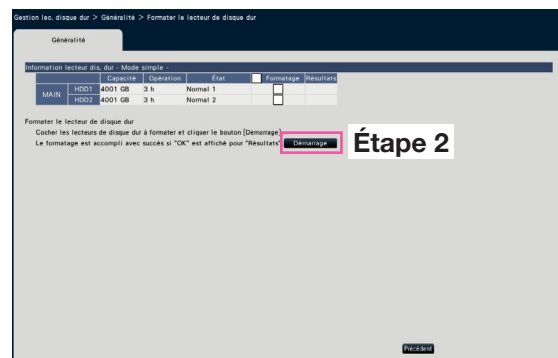 Gestion lec. disque dur > Généralité > Formater le lecteur de disque dur
Généralité
Information lecteur dis. dur - Mode simple -
Capacité Opération État Formatage Résultats
MAIN HDD1 4001 GB 3 h Normal 1
HDD2 4001 GB 3 h Normal 2
Formater le lecteur de disque dur
Cocher les lecteurs de disque dur à formater et cliquer le bouton [Démarrage]
Le formatage est accompli avec succès si "OK" est affiché pour "Résultats" Démarrage
Étape 2
Précédent